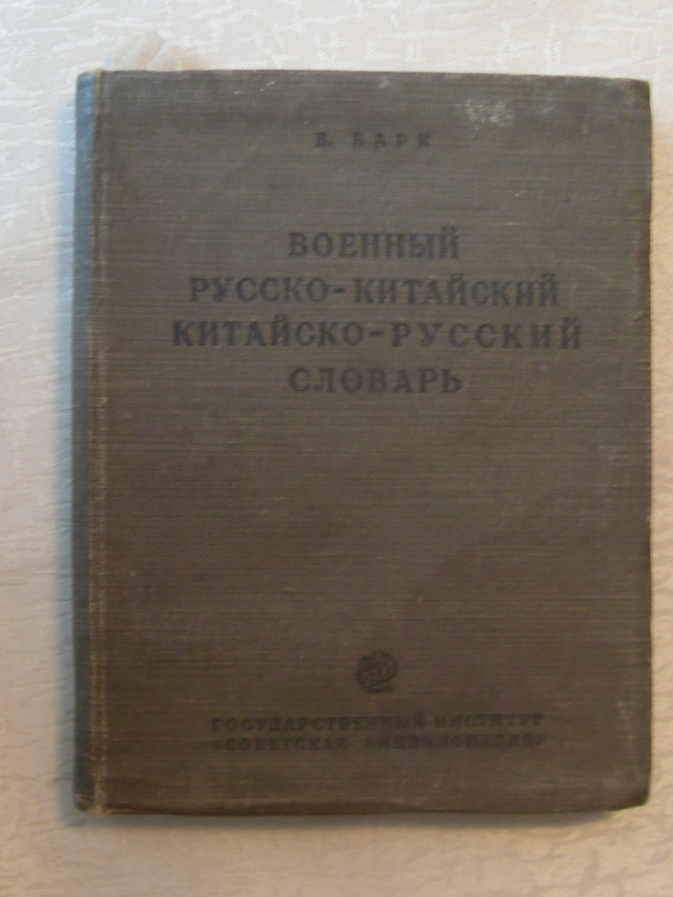 В. БАРК
ВОЕННЫЙ
РУССКО-КИТАЙСКИЙ
КИТАЙСКО-РУССКИЙ
СЛОВАРЬ
ГОСУДАРСТВЕННЫЙ ИНСТИТУТ
«СОВЕТСКАЯ ЭНЦИКЛОПЕДИЯ»